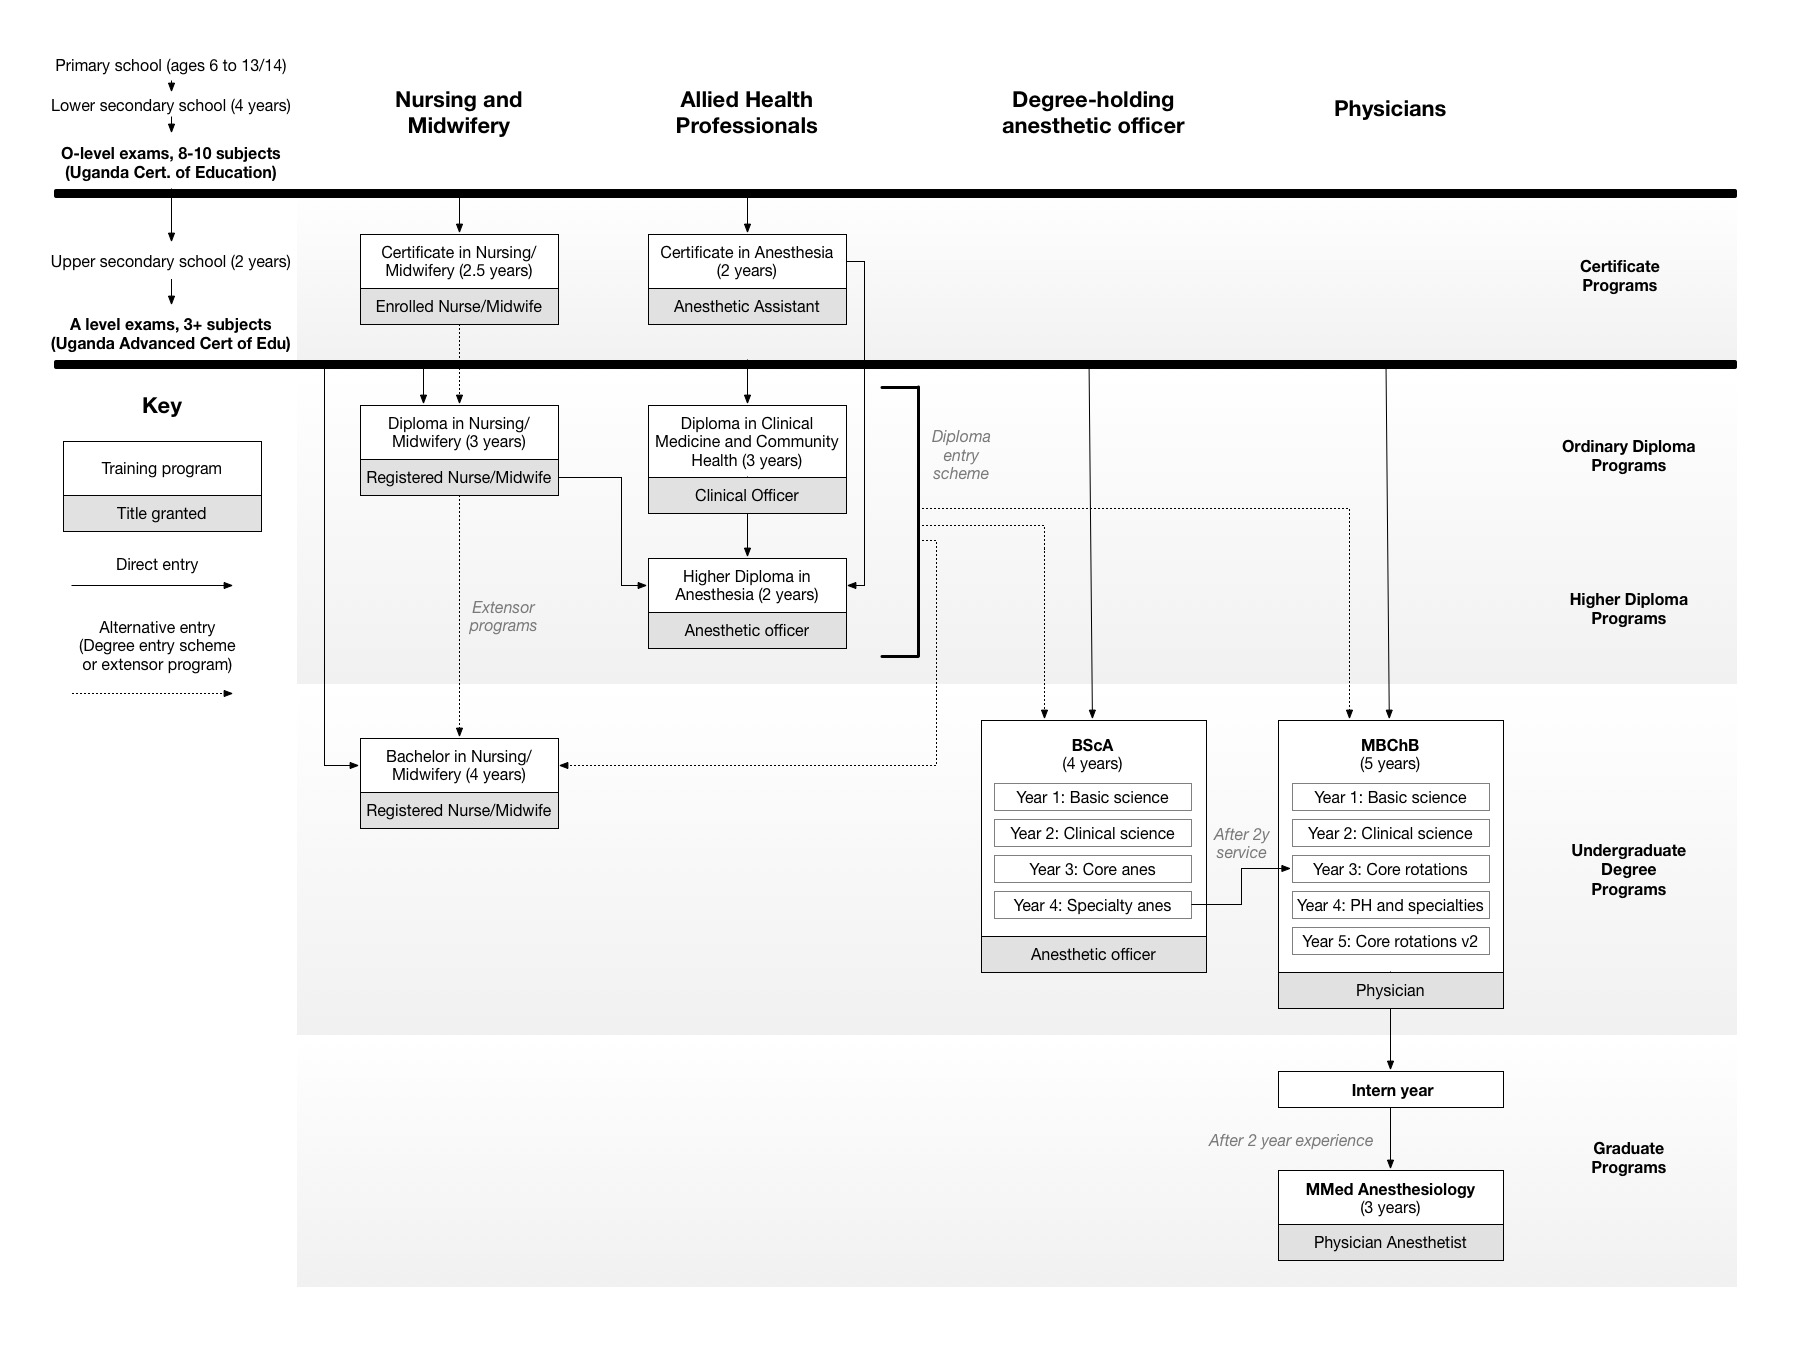 Primary school (ages 6 to 13/14)
Lower secondary school (4 years)
O-level exams, 8-10 subjects
(Uganda Cert. of Education)
Upper secondary school (2 years)
A level exams, 3+ subjects
(Uganda Advanced Cert of Edu)
Key
Training program
Title granted
Direct entry
Alternative entry
(Degree entry scheme
or extensor program)
Nursing and
Midwifery
Certificate in Nursing/
Midwifery (2.5 years)
Enrolled Nurse/Midwife
Diploma in Nursing/
Midwifery (3 years)
Registered Nurse/Midwife
Extensor
programs
Bachelor in Nursing/
Midwifery (4 years)
Registered Nurse/Midwife
Allied Health
Professionals
Certificate in Anesthesia
(2 years)
Anesthetic Assistant
Diploma in Clinical
Medicine and Community
Health (3 years)
Clinical Officer
Higher Diploma in
Anesthesia (2 years)
Anesthetic officer
Diploma
entry
scheme
Degree-holding
anesthetic officer
BScA
(4 years)
Year 1: Basic science
Year 2: Clinical science
Year 3: Core anes
Year 4: Specialty anes
Anesthetic officer
After 2y
service
Physicians
MBChB
(5 years)
Year 1: Basic science
Year 2: Clinical science
Year 3: Core rotations
Year 4: PH and specialties
Year 5: Core rotations v2
Physician
Intern year
After 2 year experience
MMed Anesthesiology
(3 years)
Physician Anesthetist
Certificate
Programs
Ordinary Diploma
Programs
Higher Diploma
Programs
Undergraduate
Degree
Programs
Graduate
Programs